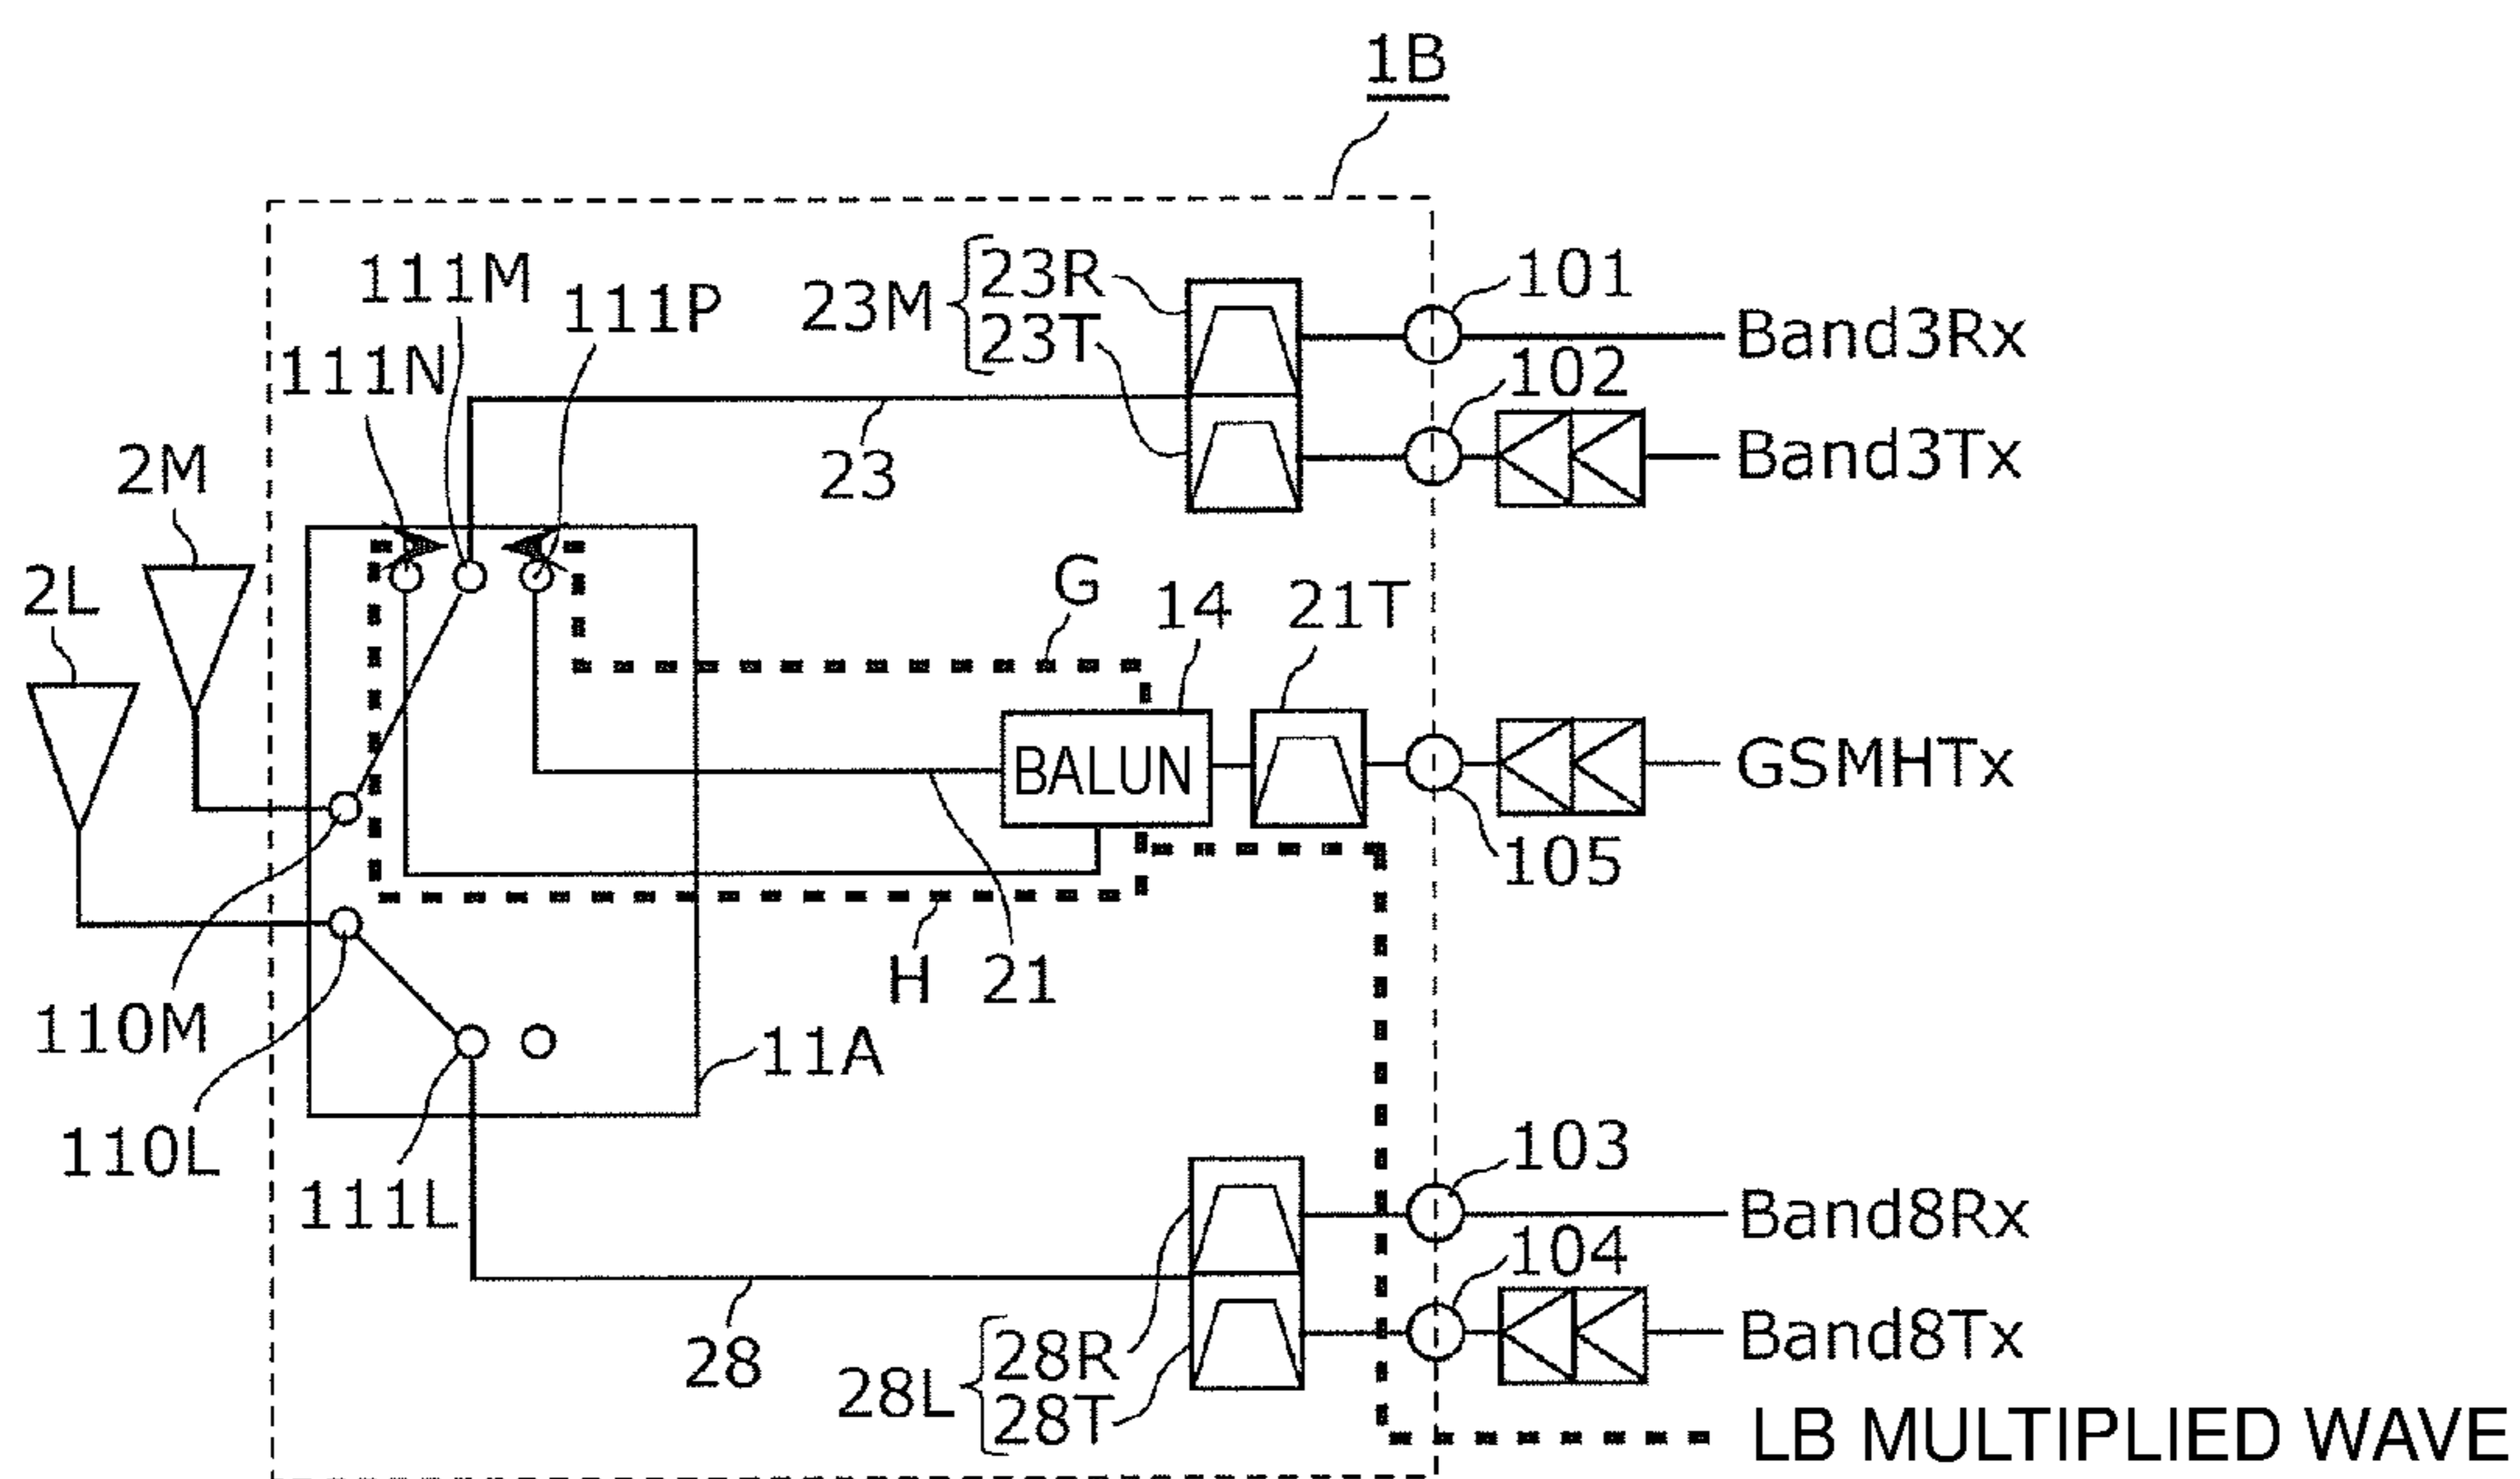 1B
111M
111P
111N
23M
23R
23T
101
Band3Rx
102
Band3Tx
23
2M
2L
G
14
21T
BALUN
GSMHTx
105
H
21
110M
11A
110L
111L
103
Band8Rx
104
Band8Tx
28
28L
28R
28T
LB MULTIPLIED WAVE